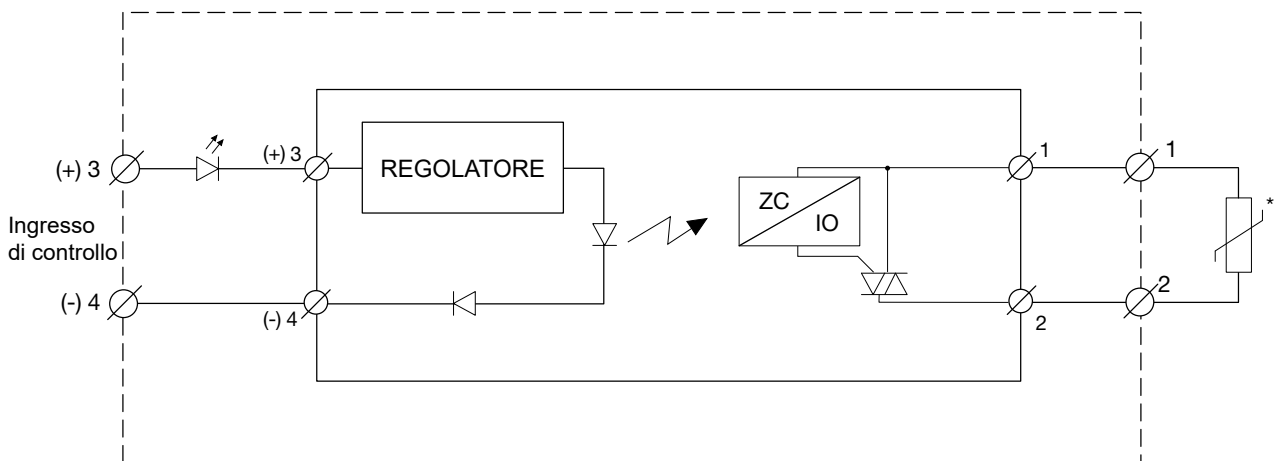 (+) 3
(+) 3
REGOLATORE
ZC
IO
1
1
*
Ingresso
di controllo
(-) 4
(-) 4
2
2